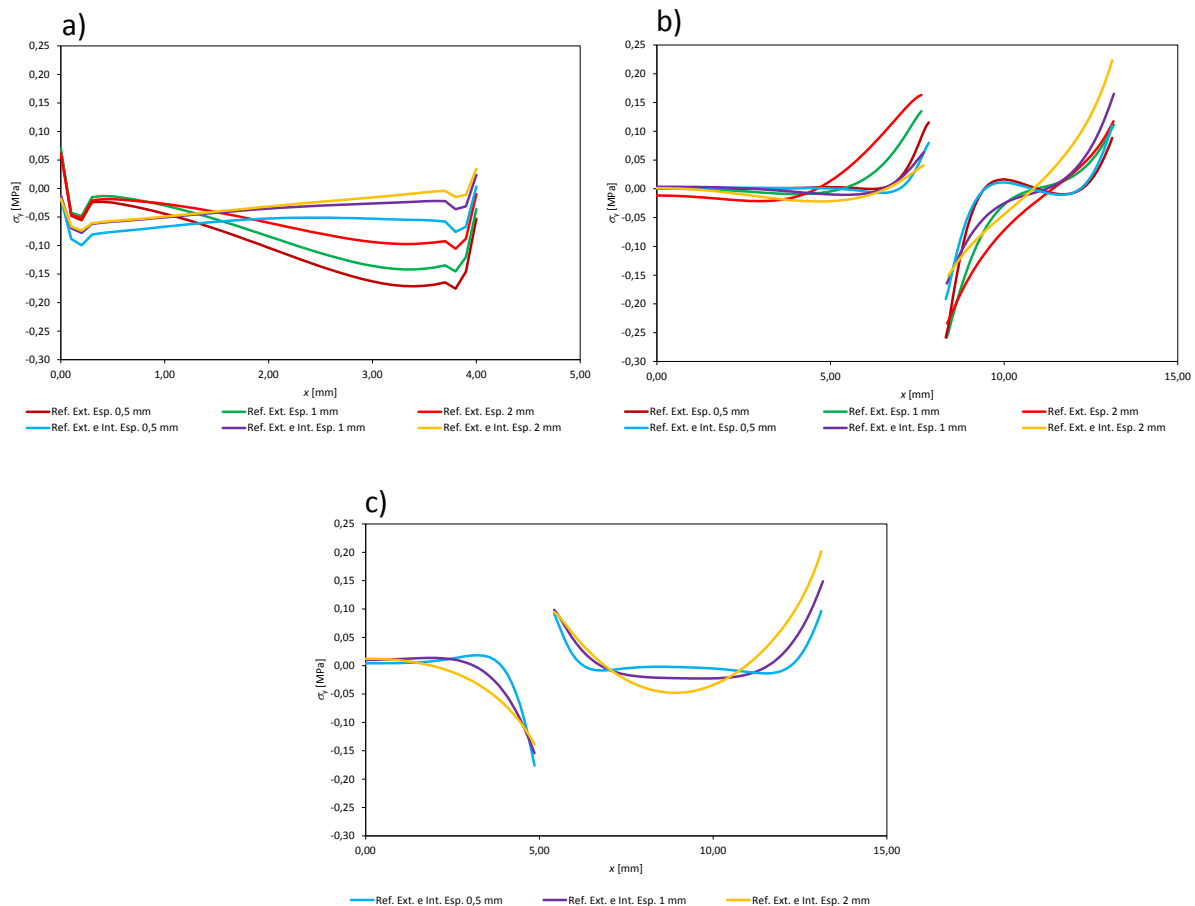 a)
0,25
0,20
0,15
0,10
0,05
0,00
-0,05
-0,10
-0,15
-0,20
-0,25
-0,30
σy [MPa]
0,00 1,00 2,00 3,00 4,00 5,00
x [mm]
Ref. Ext. Esp. 0,5 mm Ref. Ext. Esp. 1 mm Ref. Ext. Esp. 2 mm
Ref. Ext. e Int. Esp. 0,5 mm Ref. Ext. e Int. Esp. 1 mm Ref. Ext. e Int. Esp. 2 mm
b)
0,25
0,20
0,15
0,10
0,05
0,00
-0,05
-0,10
-0,15
-0,20
-0,25
-0,30
σy [MPa]
0,00 5,00 10,00 15,00
x [mm]
Ref. Ext. Esp. 0,5 mm Ref. Ext. Esp. 1 mm Ref. Ext. Esp. 2 mm
Ref. Ext. e Int. Esp. 0,5 mm Ref. Ext. e Int. Esp. 1 mm Ref. Ext. e Int. Esp. 2 mm
c)
0,25
0,20
0,15
0,10
0,05
0,00
-0,05
-0,10
-0,15
-0,20
-0,25
-0,30
σy [MPa]
0,00 5,00 10,00 15,00
x [mm]
Ref. Ext. e Int. Esp. 0,5 mm Ref. Ext. e Int. Esp. 1 mm Ref. Ext. e Int. Esp. 2 mm